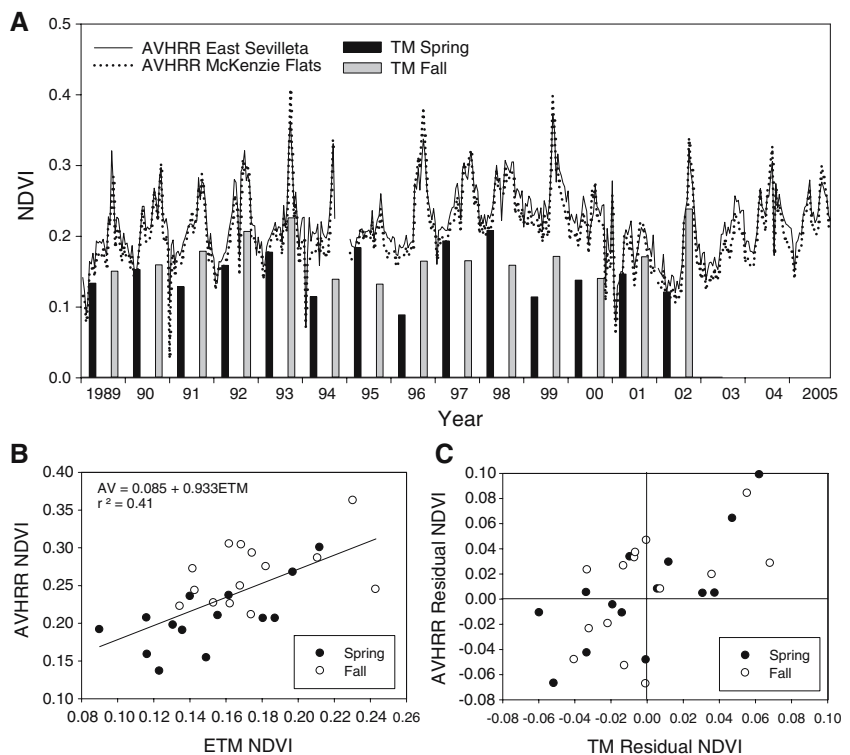 A
0.5
AVHRR East Sevilleta
TM Spring
AVHRR McKenzie Flats
TM Fall
0.4
0.3
NDVI
0.2
0.1
0.0
1989 90 91 92 93 94 95 96 97 98 99 00 01 02 03 04 2005
Year
B
0.40
AV = 0.085 + 0.933ETM
r ² = 0.41
0.35
0.30
AVHRR NDVI
0.25
0.20
0.15
0.10
Spring
Fall
0.08 0.10 0.12 0.14 0.16 0.18 0.20 0.22 0.24 0.26
ETM NDVI
C
0.10
0.08
0.06
0.04
0.02
AVHRR Residual NDVI
0.00
-0.02
-0.04
-0.06
-0.08
Spring
Fall
-0.08 -0.06 -0.04 -0.02 0.00 0.02 0.04 0.06 0.08 0.10
TM Residual NDVI